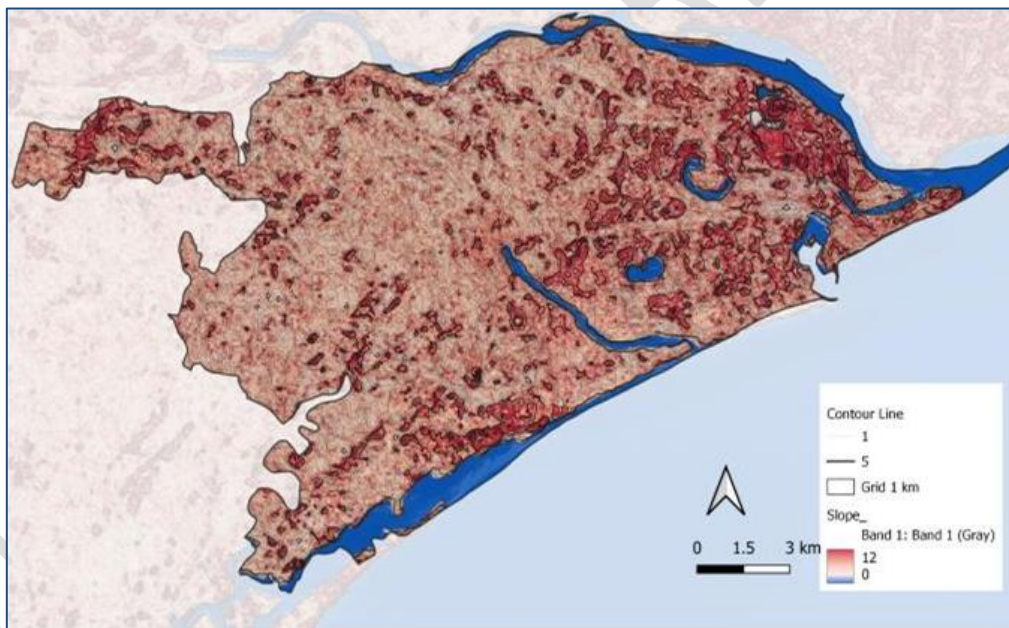 Contour Line
1
5
Grid 1 km
Slope_
Band 1: Band 1 (Gray)
12
0
0 1.5 3 km